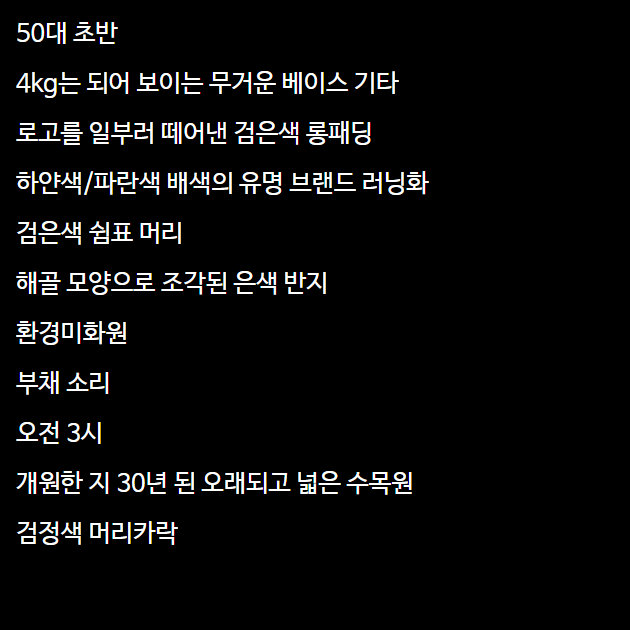 50대 초반
4kg는 되어 보이는 무거운 베이스 기타
로고를 일부러 떼어낸 검은색 롱패딩
하얀색/파란색 배색의 유명 브랜드 러닝화
검은색 쉼표 머리
해골 모양으로 조각된 은색 반지
환경미화원
부채 소리
오전 3시
개원한 지 30년 된 오래되고 넓은 수목원
검정색 머리카락